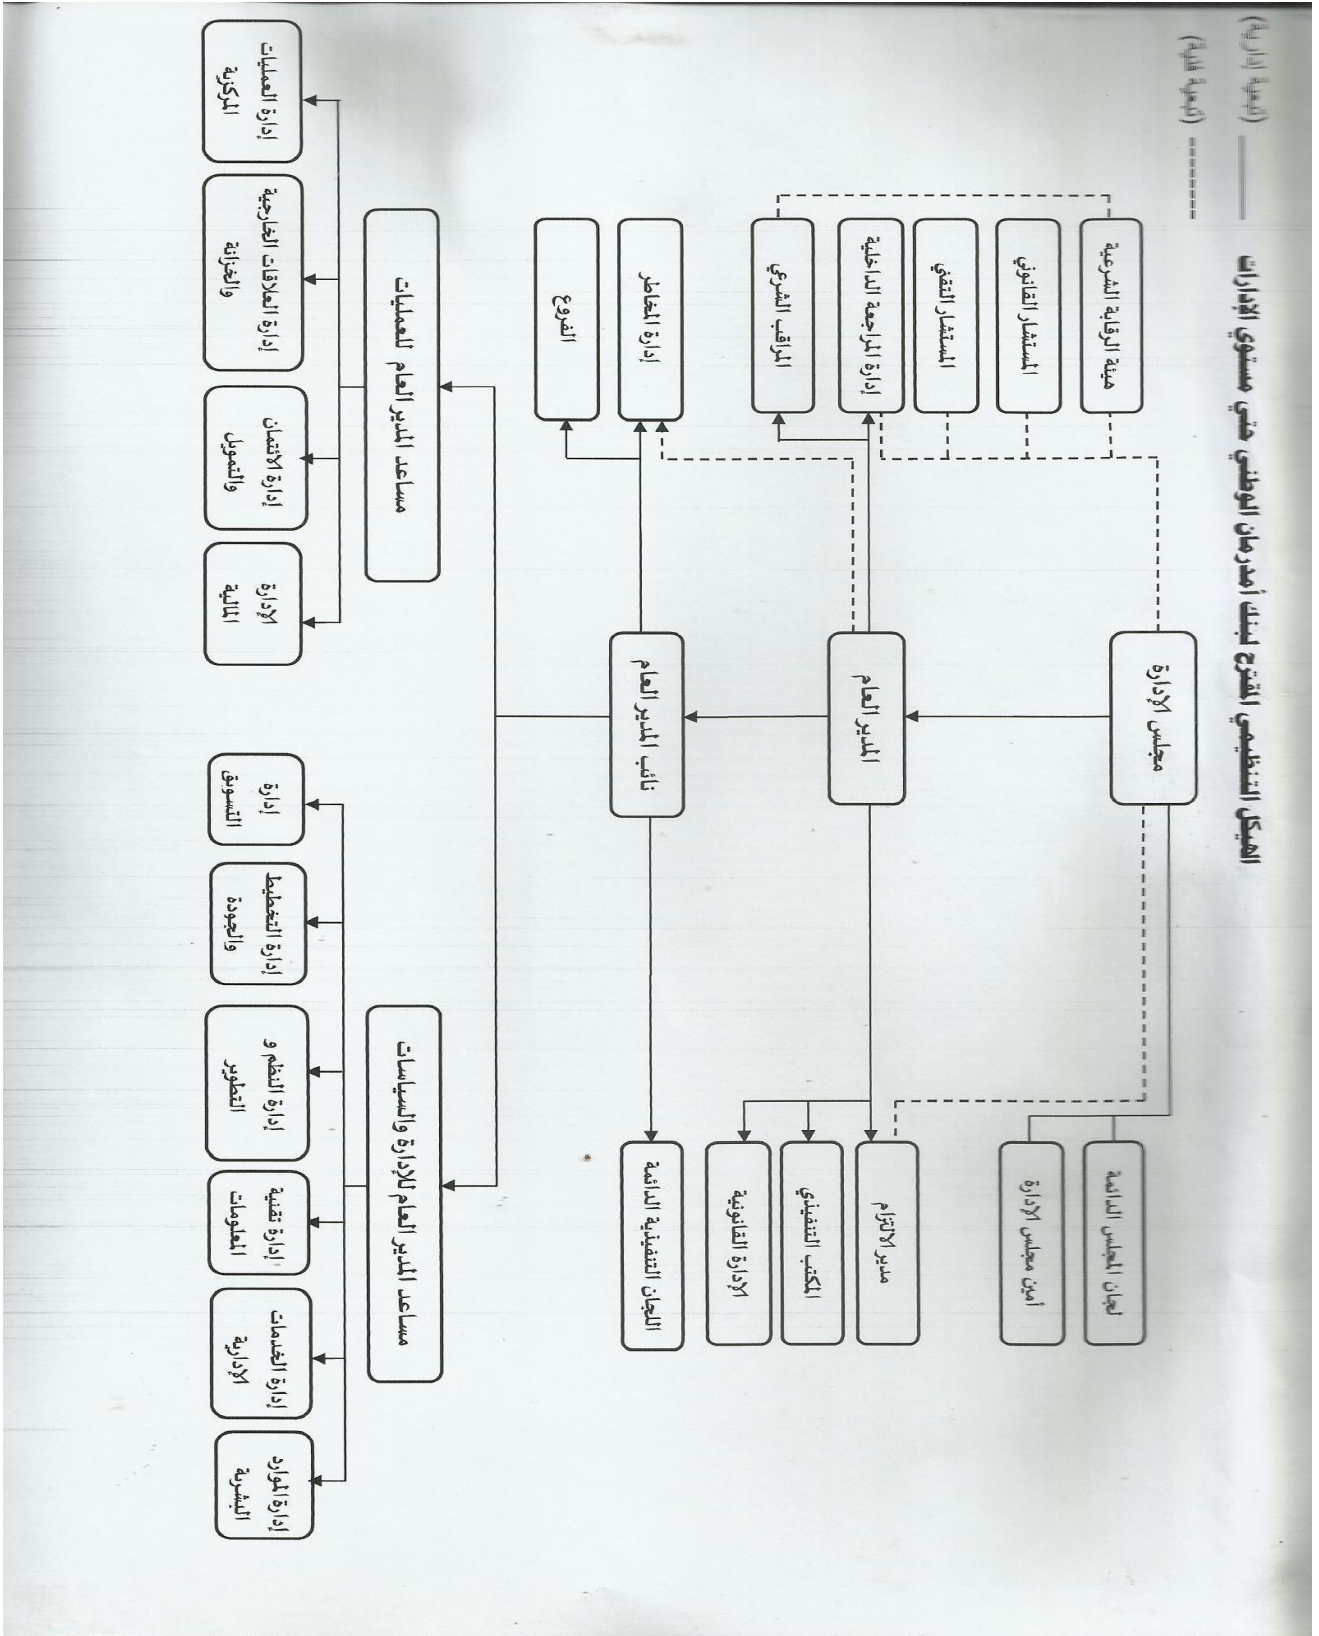 الهيكل التنظيمي المقترح لبنك أمدرمان الوطني حتي مستوي الإدارات
(تبعية إدارية)
(تبعية فنية)
مجلس الإدارة
هيئة الرقابة الشرعية
المستشار القانوني
المستشار التقني
إدارة المراجعة الداخلية
المراقب الشرعي
لجان المجلس الدائمة
أمين مجلس الإدارة
المدير العام
مدير الالتزام
المكتب التنفيذي
الإدارة القانونية
نائب المدير العام
إدارة المخاطر
الفروع
اللجان التنفيذية الدائمة
مساعد المدير العام للعمليات
مساعد المدير العام للإدارة والسياسات
إدارة العمليات
المركزية
إدارة العلاقات الخارجية
والخزانة
إدارة الائتمان
والتمويل
الإدارة
المالية
إدارة
التسويق
إدارة التخطيط
والجودة
إدارة النظم و
التطوير
إدارة تقنية
المعلومات
إدارة الخدمات
الإدارية
إدارة الموارد
البشرية